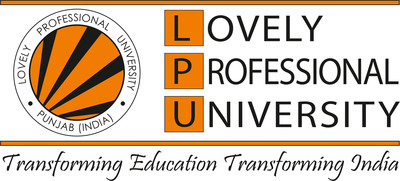 LOVELY PROFESSIONAL UNIVERSITY
PUNJAB (INDIA)
LOVELY
PROFESSIONAL
UNIVERSITY
Transforming Education Transforming India